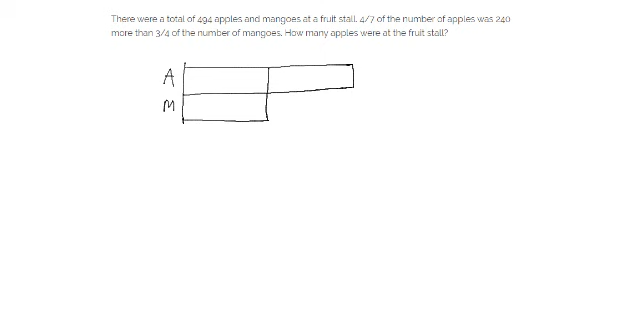 There were a total of 494 apples and mangoes at a fruit stall. 4/7 of the number of apples was 240
more than 3/4 of the number of mangoes. How many apples were at the fruit stall?
A
M